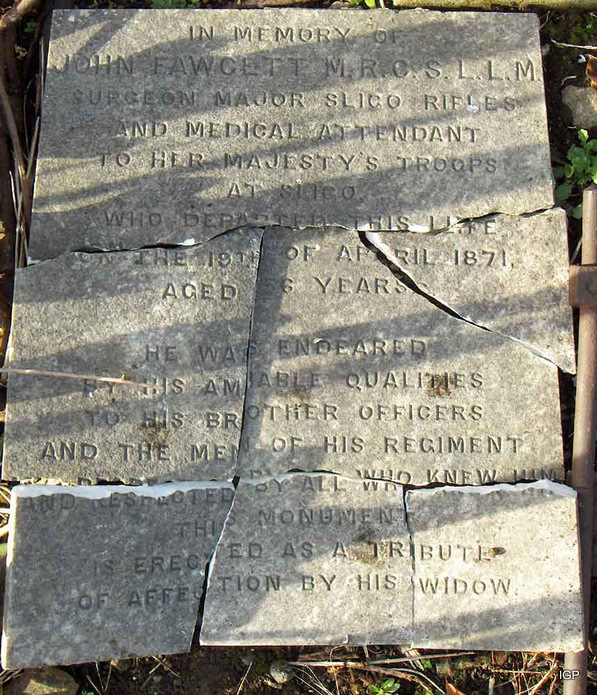 IN MEMORY OF
JOHN FAWCETT M.R.C.S. L.L.M.
SURGEON MAJOR SLIGO RIFLES
AND MEDICAL ATTENDANT
TO HER MAJESTY'S TROOPS
AT SLIGO.
WHO DEPARTED THIS LIFE
ON THE 19TH OF APRIL 1871,
AGED 56 YEARS.
HE WAS ENDEARED
BY HIS AMIABLE QUALITIES
TO HIS BROTHER OFFICERS
AND THE MEN OF HIS REGIMENT
AND RESPECTED BY ALL WHO KNEW HIM
THIS MONUMENT
IS ERECTED AS A TRIBUTE
OF AFFECTION BY HIS WIDOW.
IGP